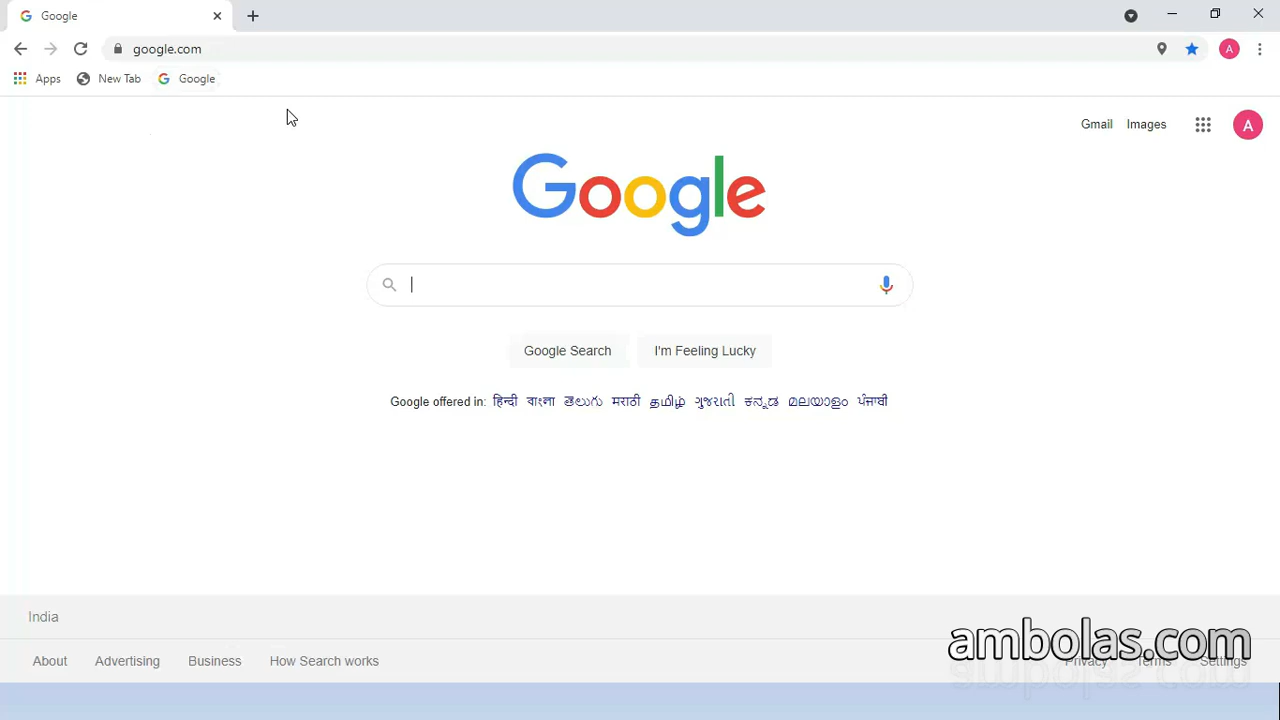 Google
google.com
A
Apps New Tab Google
Gmail Images A
Google
Google Search I'm Feeling Lucky
Google offered in: हिन्दी বাংলা తెలుగు मराठी தமிழ் ગુજરાતી ಕನ್ನಡ മലയാളം ਪੰਜਾਬੀ
India
ambolas.com
About Advertising Business How Search works Privacy Terms Settings